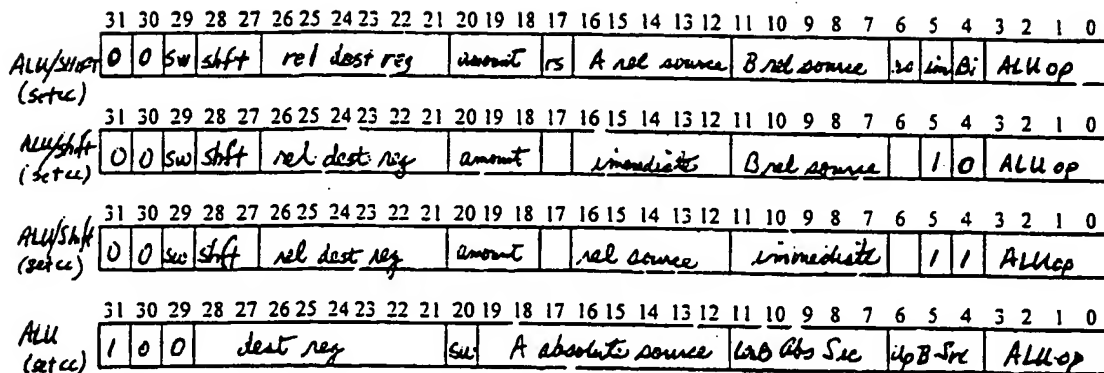 31 30 29 28 27 26 25 24 23 22 21 20 19 18 17 16 15 14 13 12 11 10 9 8 7 6 5 4 3 2 1 0
ALU/SHIFT 0 0 sw shft rel dest reg amount rs A rel source B rel source im Bi ALU op
(setcc)
31 30 29 28 27 26 25 24 23 22 21 20 19 18 17 16 15 14 13 12 11 10 9 8 7 6 5 4 3 2 1 0
ALU/shft 0 0 sw shft rel dest reg amount immediate B rel source 1 0 ALU op
(setcc)
31 30 29 28 27 26 25 24 23 22 21 20 19 18 17 16 15 14 13 12 11 10 9 8 7 6 5 4 3 2 1 0
ALU/Shft 0 0 sw shft rel dest reg amount rel source immediate 1 1 ALUop
(setcc)
31 30 29 28 27 26 25 24 23 22 21 20 19 18 17 16 15 14 13 12 11 10 9 8 7 6 5 4 3 2 1 0
ALU 1 0 0 dest reg sw A absolute source B Abs Src B Src ALU op
(setcc)